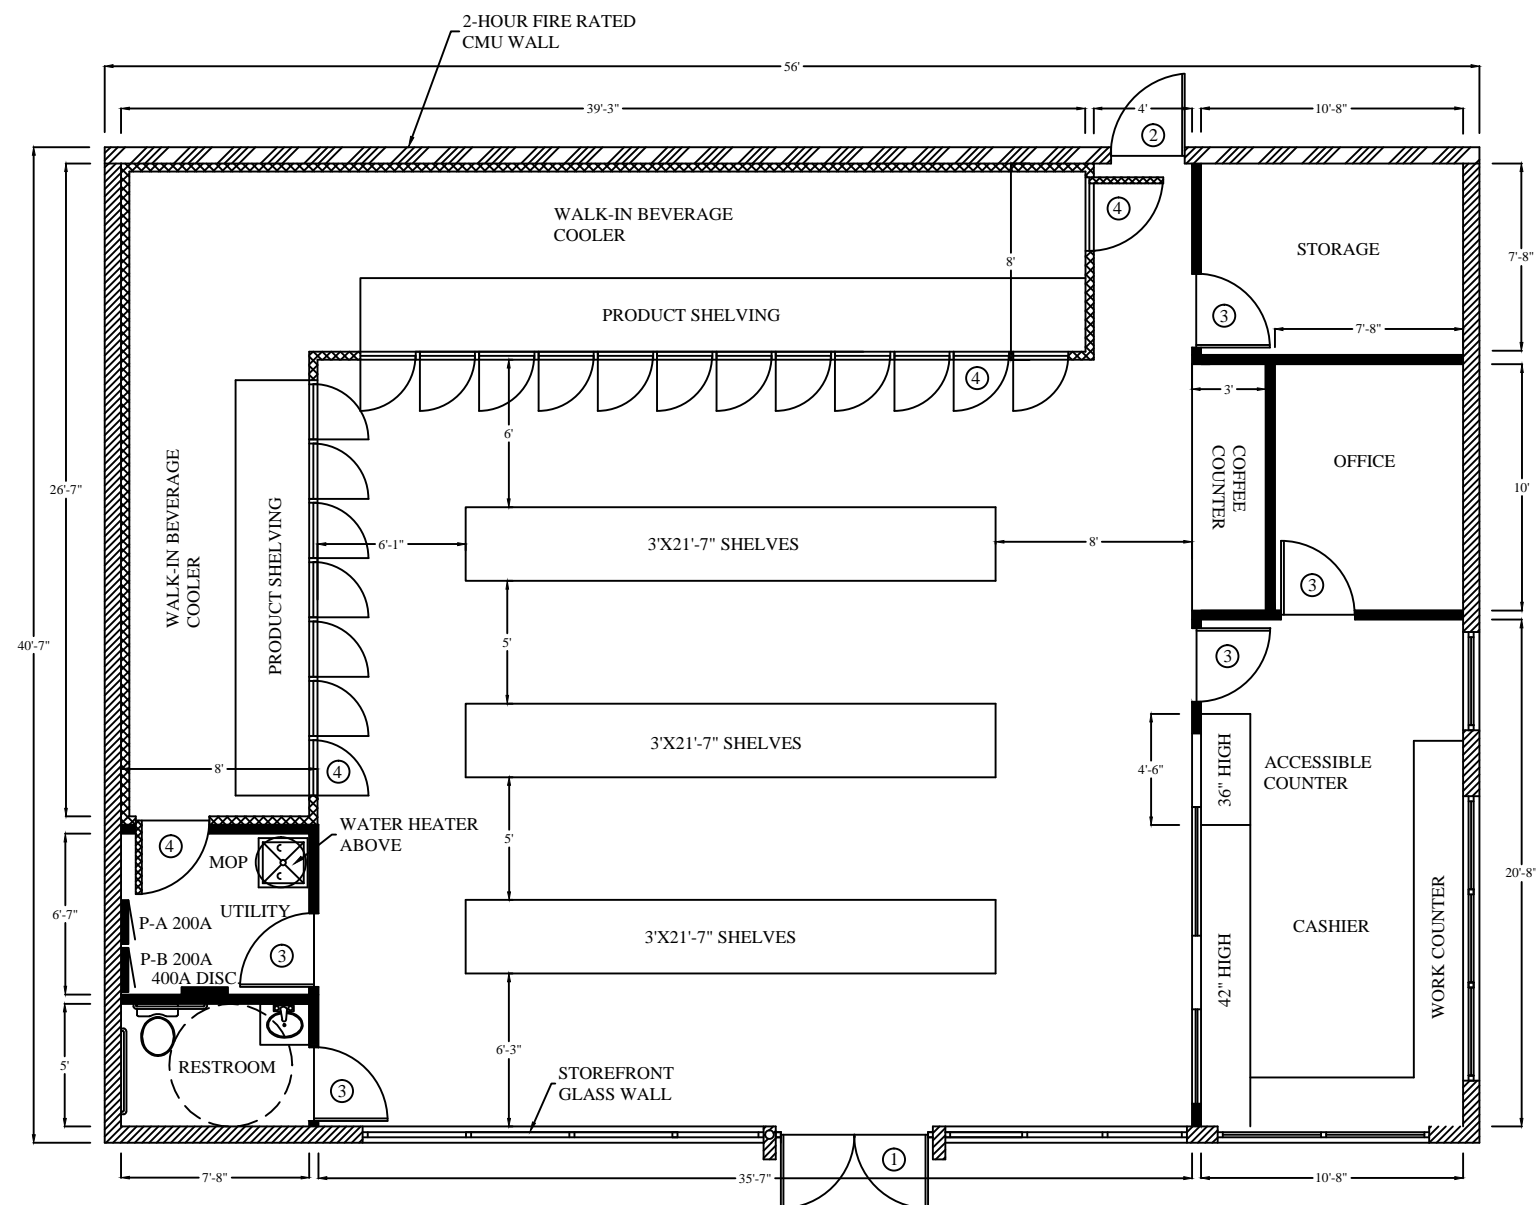 2-HOUR FIRE RATED
CMU WALL
56'
39'-3"
4'
10'-8"
2
WALK-IN BEVERAGE
COOLER
4
8'
STORAGE
7'-8"
PRODUCT SHELVING
3
7'-8"
4
3'
6'
COFFEE
COUNTER
OFFICE
10'
26'-7"
WALK-IN BEVERAGE
COOLER
PRODUCT SHELVING
6'-1"
3'X21'-7" SHELVES
8'
3
40'-7"
5'
3
3'X21'-7" SHELVES
8'
4
4'-6"
36" HIGH
ACCESSIBLE
COUNTER
WATER HEATER
ABOVE
4
MOP
5'
20'-8"
6'-7"
UTILITY
P-A 200A
3'X21'-7" SHELVES
CASHIER
WORK COUNTER
42" HIGH
3
P-B 200A
400A DISC.
6'-3"
5'
RESTROOM
3
STOREFRONT
GLASS WALL
1
7'-8"
35'-7"
10'-8"